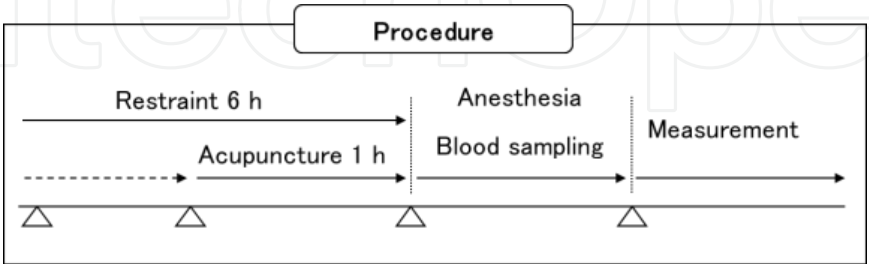 Procedure
Restraint 6 h
Anesthesia
Acupuncture 1 h
Blood sampling
Measurement